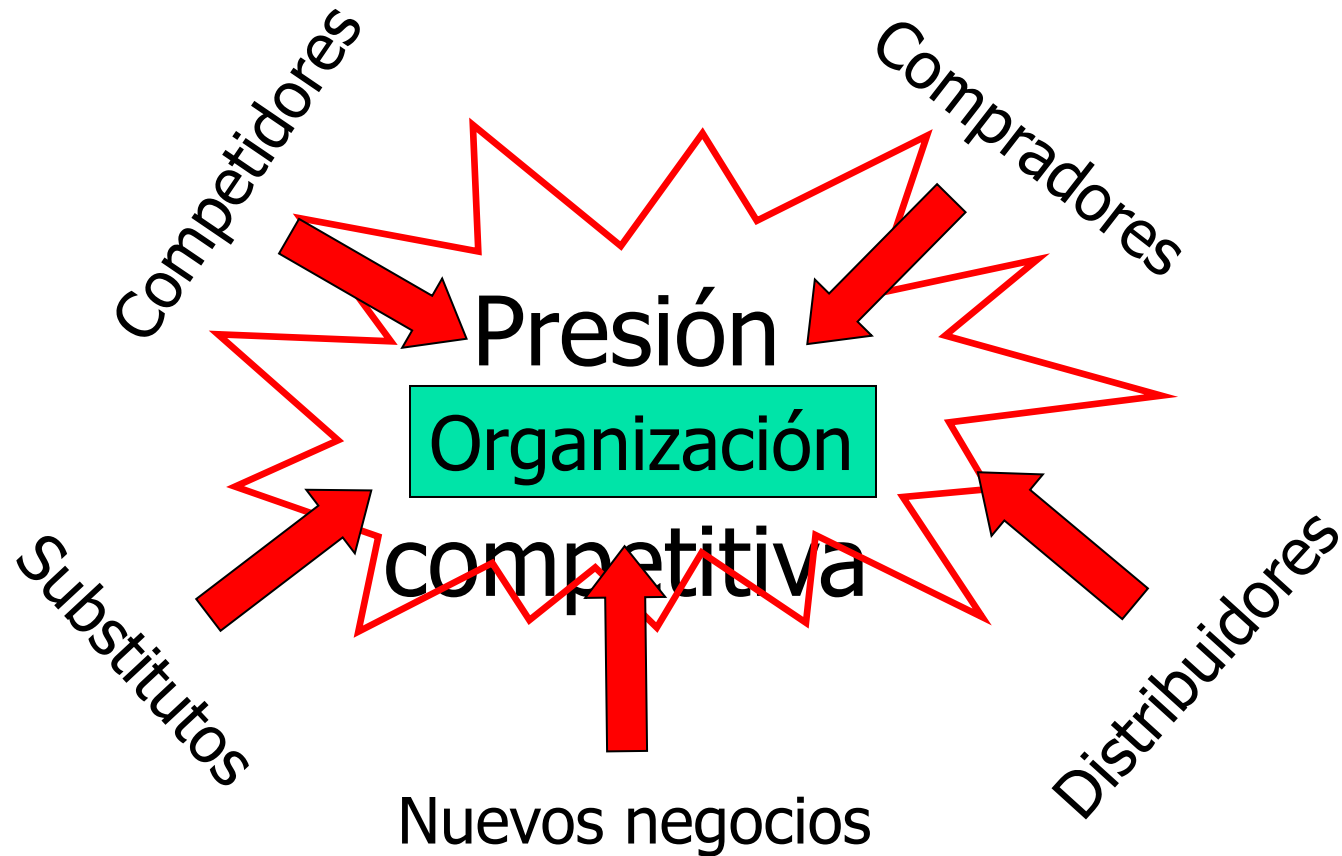 Competidores
Compradores
Presión
Organización
competitiva
Substitutos
Distribuidores
Nuevos negocios